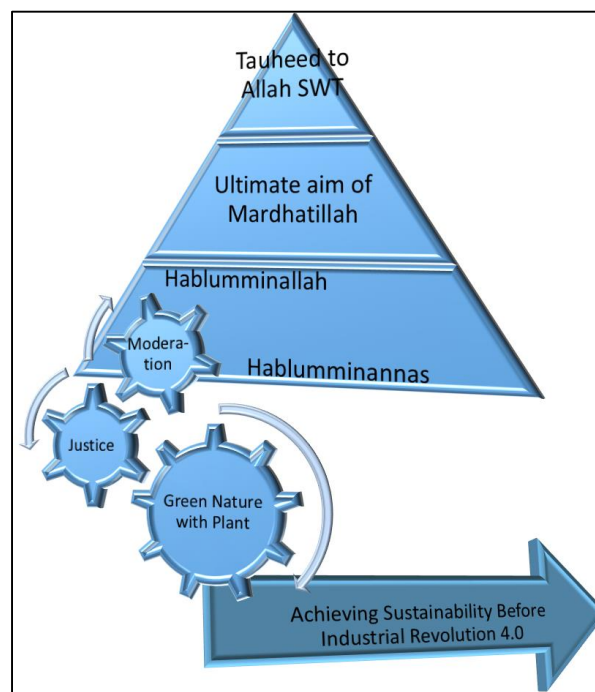 Tauheed to
Allah SWT
Ultimate aim of
Mardhatillah
Hablumminallah
Modera-
tion
Hablumminannas
Justice
Green Nature
with Plant
Achieving Sustainability Before
Industrial Revolution 4.0